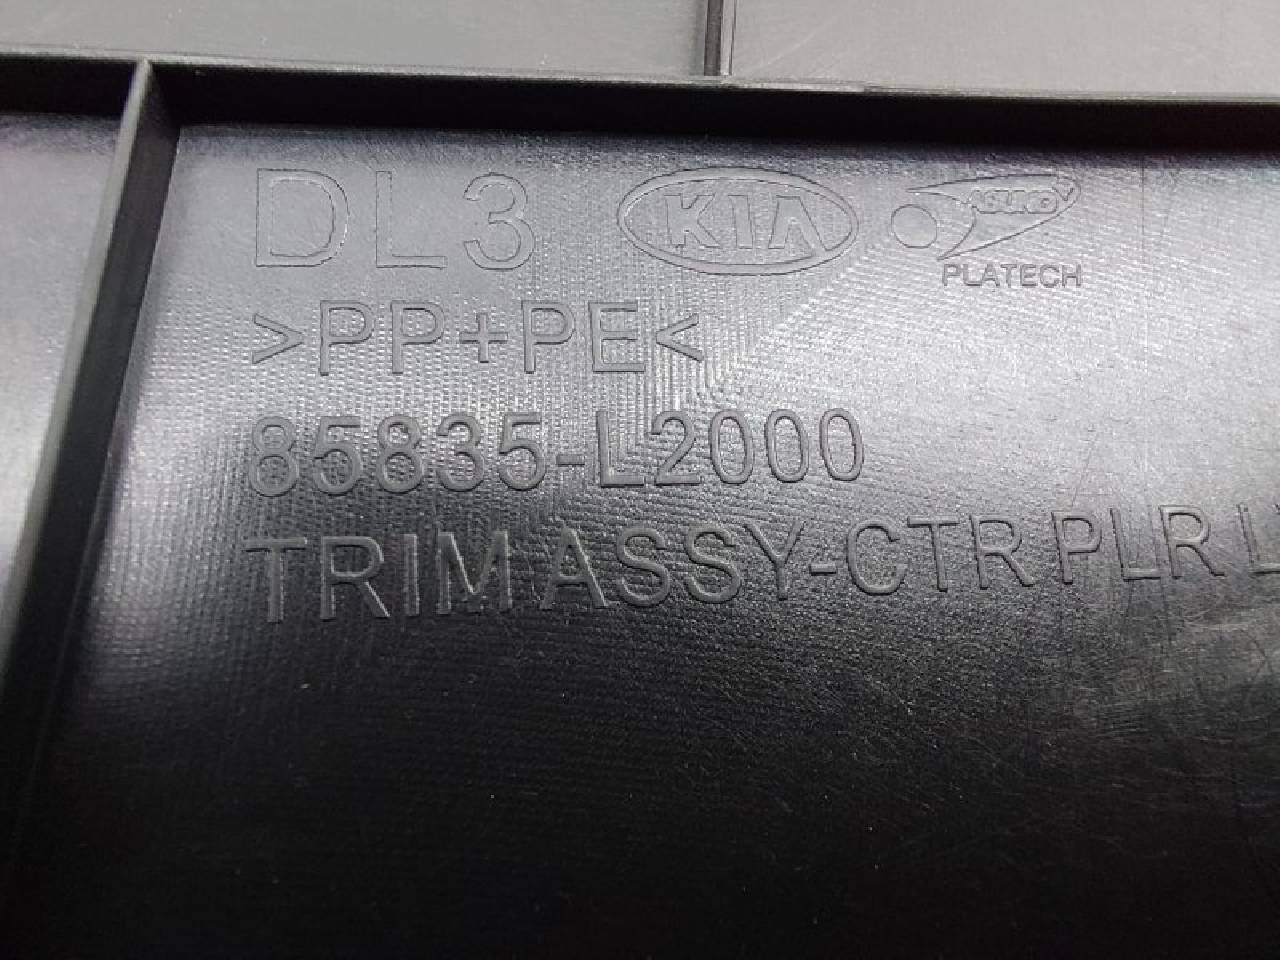 DL3 KIA
PLATECH
>PP+PE<
85835-L2000
TRIM ASSY-CTR PLR L